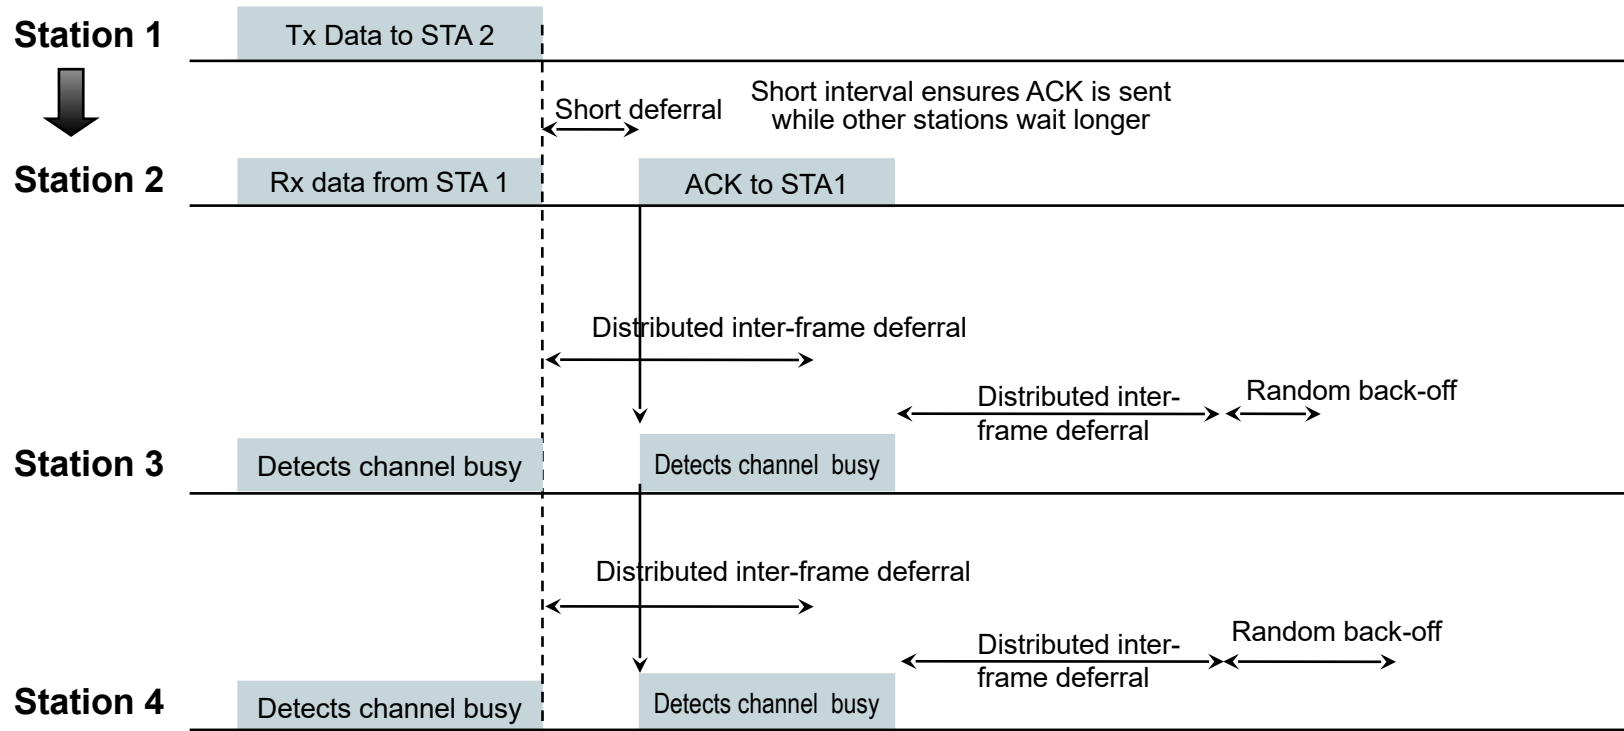 Station 1
Tx Data to STA 2
Short deferral
Short interval ensures ACK is sent
while other stations wait longer
Station 2
Rx data from STA 1
ACK to STA1
Distributed inter-frame deferral
Distributed inter-
frame deferral
Random back-off
Station 3
Detects channel busy
Detects channel busy
Distributed inter-frame deferral
Distributed inter-
frame deferral
Random back-off
Station 4
Detects channel busy
Detects channel busy